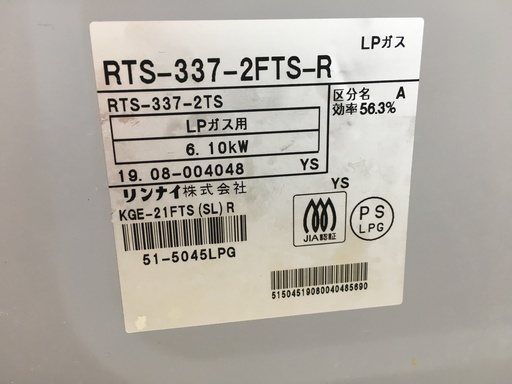 LPガス
RTS-337-2FTS-R
RTS-337-2TS
区分名 A
効率56.3%
LPガス用
6.10kW
19.08-004048 YS
リンナイ株式会社
KGE-21FTS(SL)R
YS
JIA認証
PS
LPG
51-5045LPG
51504519080040485690